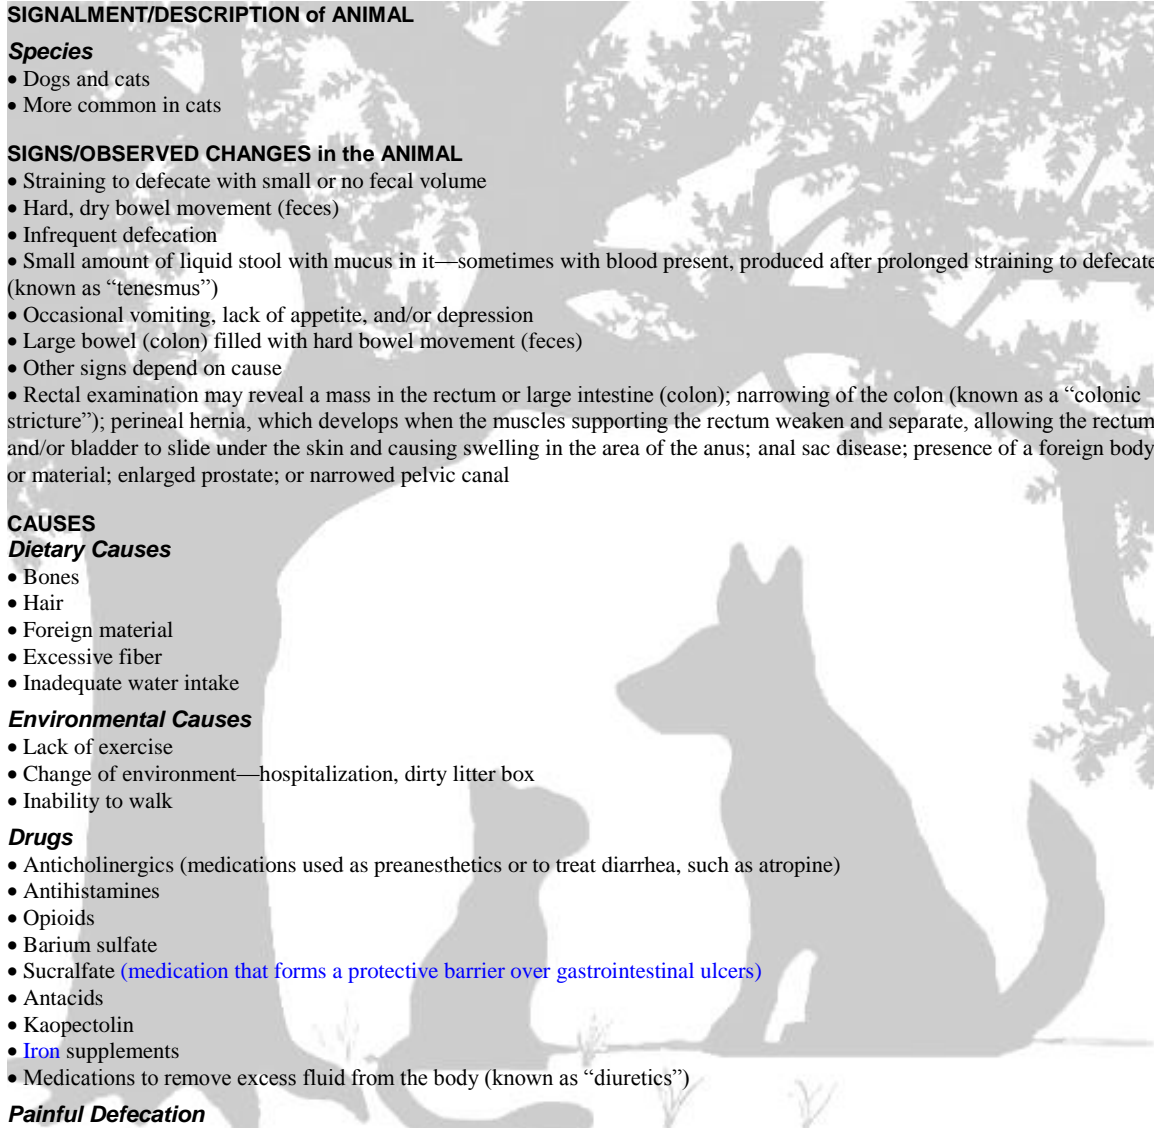 SIGNALMENT/DESCRIPTION of ANIMAL
Species
• Dogs and cats
• More common in cats
SIGNS/OBSERVED CHANGES in the ANIMAL
• Straining to defecate with small or no fecal volume
• Hard, dry bowel movement (feces)
• Infrequent defecation
• Small amount of liquid stool with mucus in it—sometimes with blood present, produced after prolonged straining to defecate
(known as “tenesmus”)
• Occasional vomiting, lack of appetite, and/or depression
• Large bowel (colon) filled with hard bowel movement (feces)
• Other signs depend on cause
• Rectal examination may reveal a mass in the rectum or large intestine (colon); narrowing of the colon (known as a “colonic
stricture”); perineal hernia, which develops when the muscles supporting the rectum weaken and separate, allowing the rectum
and/or bladder to slide under the skin and causing swelling in the area of the anus; anal sac disease; presence of a foreign body
or material; enlarged prostate; or narrowed pelvic canal
CAUSES
Dietary Causes
• Bones
• Hair
• Foreign material
• Excessive fiber
• Inadequate water intake
Environmental Causes
• Lack of exercise
• Change of environment—hospitalization, dirty litter box
• Inability to walk
Drugs
• Anticholinergics (medications used as preanesthetics or to treat diarrhea, such as atropine)
• Antihistamines
• Opioids
• Barium sulfate
• Sucralfate (medication that forms a protective barrier over gastrointestinal ulcers)
• Antacids
• Kaopectolin
• Iron supplements
• Medications to remove excess fluid from the body (known as “diuretics”)
Painful Defecation